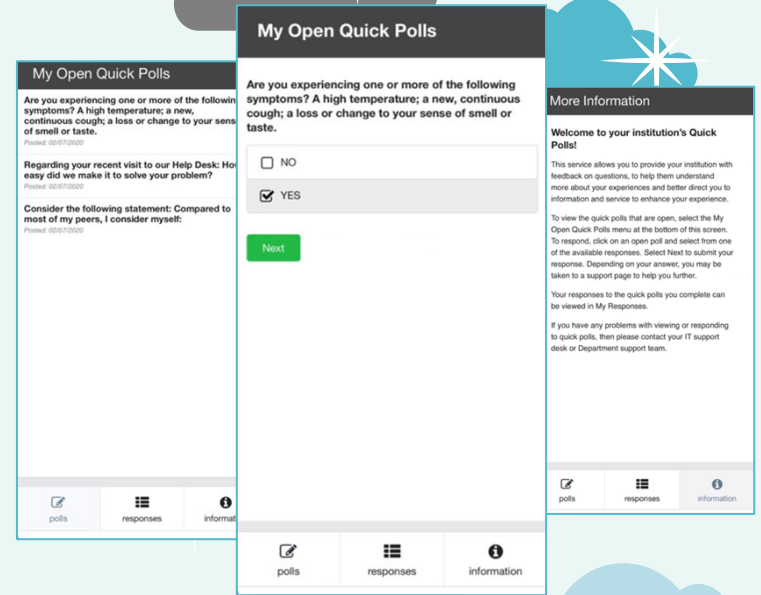 My Open Quick Polls
Are you experiencing one or more of the followin
symptoms? A high temperature; a new,
continuous cough; a loss or change to your sens
of smell or taste.
Posted: 02/07/2020
Regarding your recent visit to our Help Desk: Ho
easy did we make it to solve your problem?
Posted: 02/07/2020
Consider the following statement: Compared to
most of my peers, I consider myself:
Posted: 02/07/2020
polls
responses
informat
My Open Quick Polls
Are you experiencing one or more of the following
symptoms? A high temperature; a new, continuous
cough; a loss or change to your sense of smell or
taste.
NO
YES
Next
polls
responses
information
More Information
Welcome to your institution's Quick
Polls!
This service allows you to provide your institution with
feedback on questions, to help them understand
more about your experiences and better direct you to
information and service to enhance your experience.
To view the quick polls that are open, select the My
Open Quick Polls menu at the bottom of this screen.
To respond, click on an open poll and select from one
of the available responses. Select Next to submit your
response. Depending on your answer, you may be
taken to a support page to help you further.
Your responses to the quick polls you complete can
be viewed in My Responses.
If you have any problems with viewing or responding
to quick polls, then please contact your IT support
desk or Department support team.
polls
responses
information